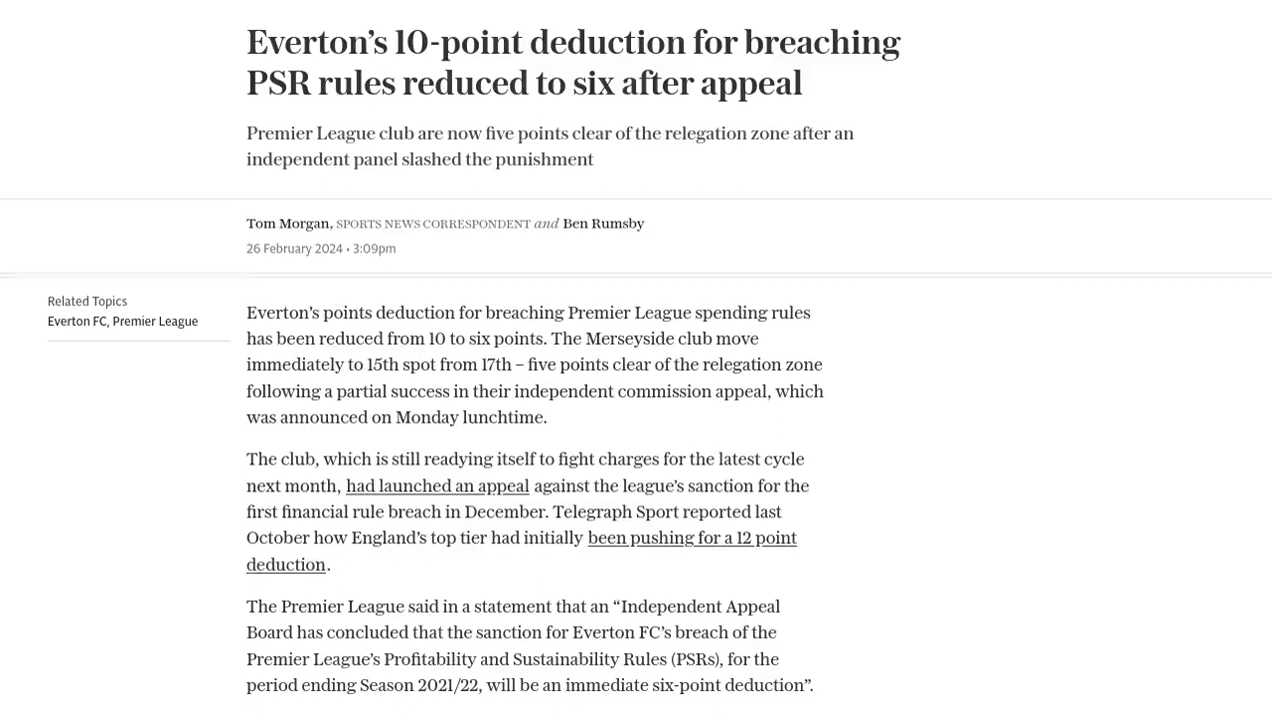 Everton’s 10-point deduction for breaching
PSR rules reduced to six after appeal
Premier League club are now five points clear of the relegation zone after an
independent panel slashed the punishment
Tom Morgan, SPORTS NEWS CORRESPONDENT and Ben Rumsby
26 February 2024 • 3:09pm
Related Topics
Everton FC, Premier League
Everton’s points deduction for breaching Premier League spending rules
has been reduced from 10 to six points. The Merseyside club move
immediately to 15th spot from 17th – five points clear of the relegation zone
following a partial success in their independent commission appeal, which
was announced on Monday lunchtime.
The club, which is still readying itself to fight charges for the latest cycle
next month, had launched an appeal against the league’s sanction for the
first financial rule breach in December. Telegraph Sport reported last
October how England’s top tier had initially been pushing for a 12 point
deduction.
The Premier League said in a statement that an “Independent Appeal
Board has concluded that the sanction for Everton FC’s breach of the
Premier League’s Profitability and Sustainability Rules (PSRs), for the
period ending Season 2021/22, will be an immediate six-point deduction”.